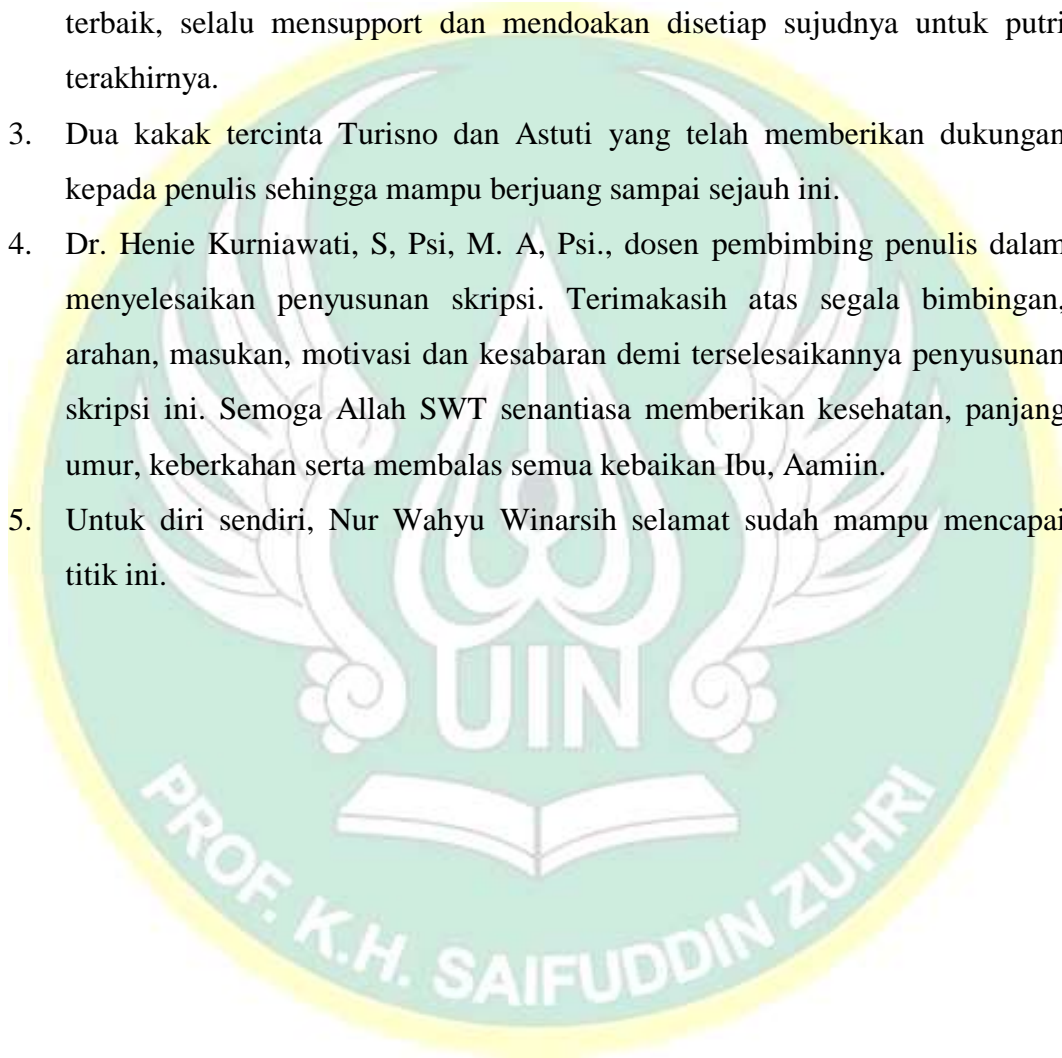 terbaik, selalu mensupport dan mendoakan disetiap sujudnya untuk putri
terakhirnya.
3. Dua kakak tercinta Turisno dan Astuti yang telah memberikan dukungan
kepada penulis sehingga mampu berjuang sampai sejauh ini.
4. Dr. Henie Kurniawati, S, Psi, M. A, Psi., dosen pembimbing penulis dalam
menyelesaikan penyusunan skripsi. Terimakasih atas segala bimbingan,
arahan, masukan, motivasi dan kesabaran demi terselesaikannya penyusunan
skripsi ini. Semoga Allah SWT senantiasa memberikan kesehatan, panjang
umur, keberkahan serta membalas semua kebaikan Ibu, Aamiin.
5. Untuk diri sendiri, Nur Wahyu Winarsih selamat sudah mampu mencapai
titik ini.
UIN
PROF. K.H. SAIFUDDIN ZUHRI